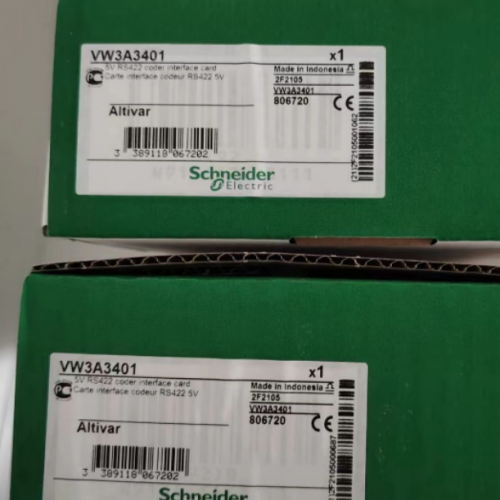 VW3A3401 x1
5V RS422 coder interface card
Carte interface codeur RS422 5V
Made in Indonesia
2F2105
VW3A3401
806720
CE
Altivar
3 389118 067202
Schneider
Electric
VW3A3401 x1
5V RS422 coder interface card
Carte interface codeur RS422 5V
Made in Indonesia
2F2105
VW3A3401
806720
CE
Altivar
3 389118 067202
Schneider